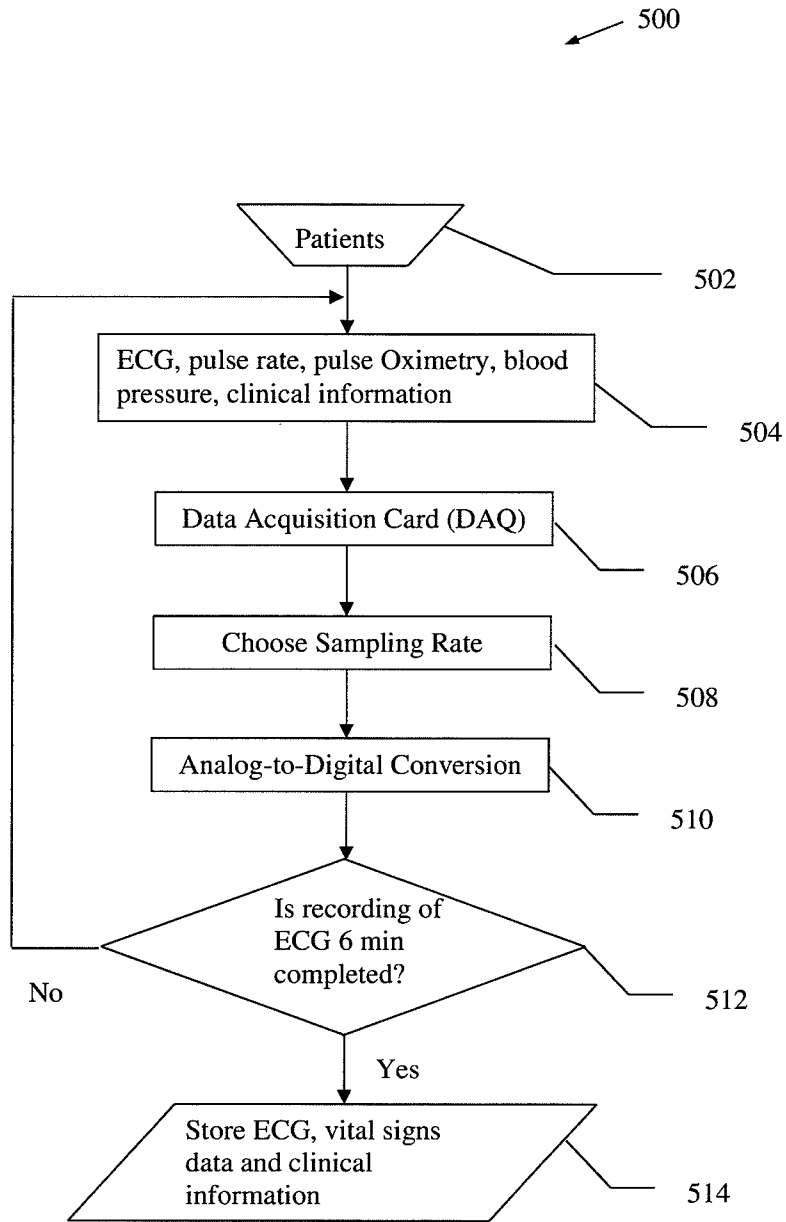 500
Patients
502
ECG, pulse rate, pulse Oximetry, blood
pressure, clinical information
504
Data Acquisition Card (DAQ)
506
Choose Sampling Rate
508
Analog-to-Digital Conversion
510
Is recording of
ECG 6 min
completed?
512
No
Yes
Store ECG, vital signs
data and clinical
information
514